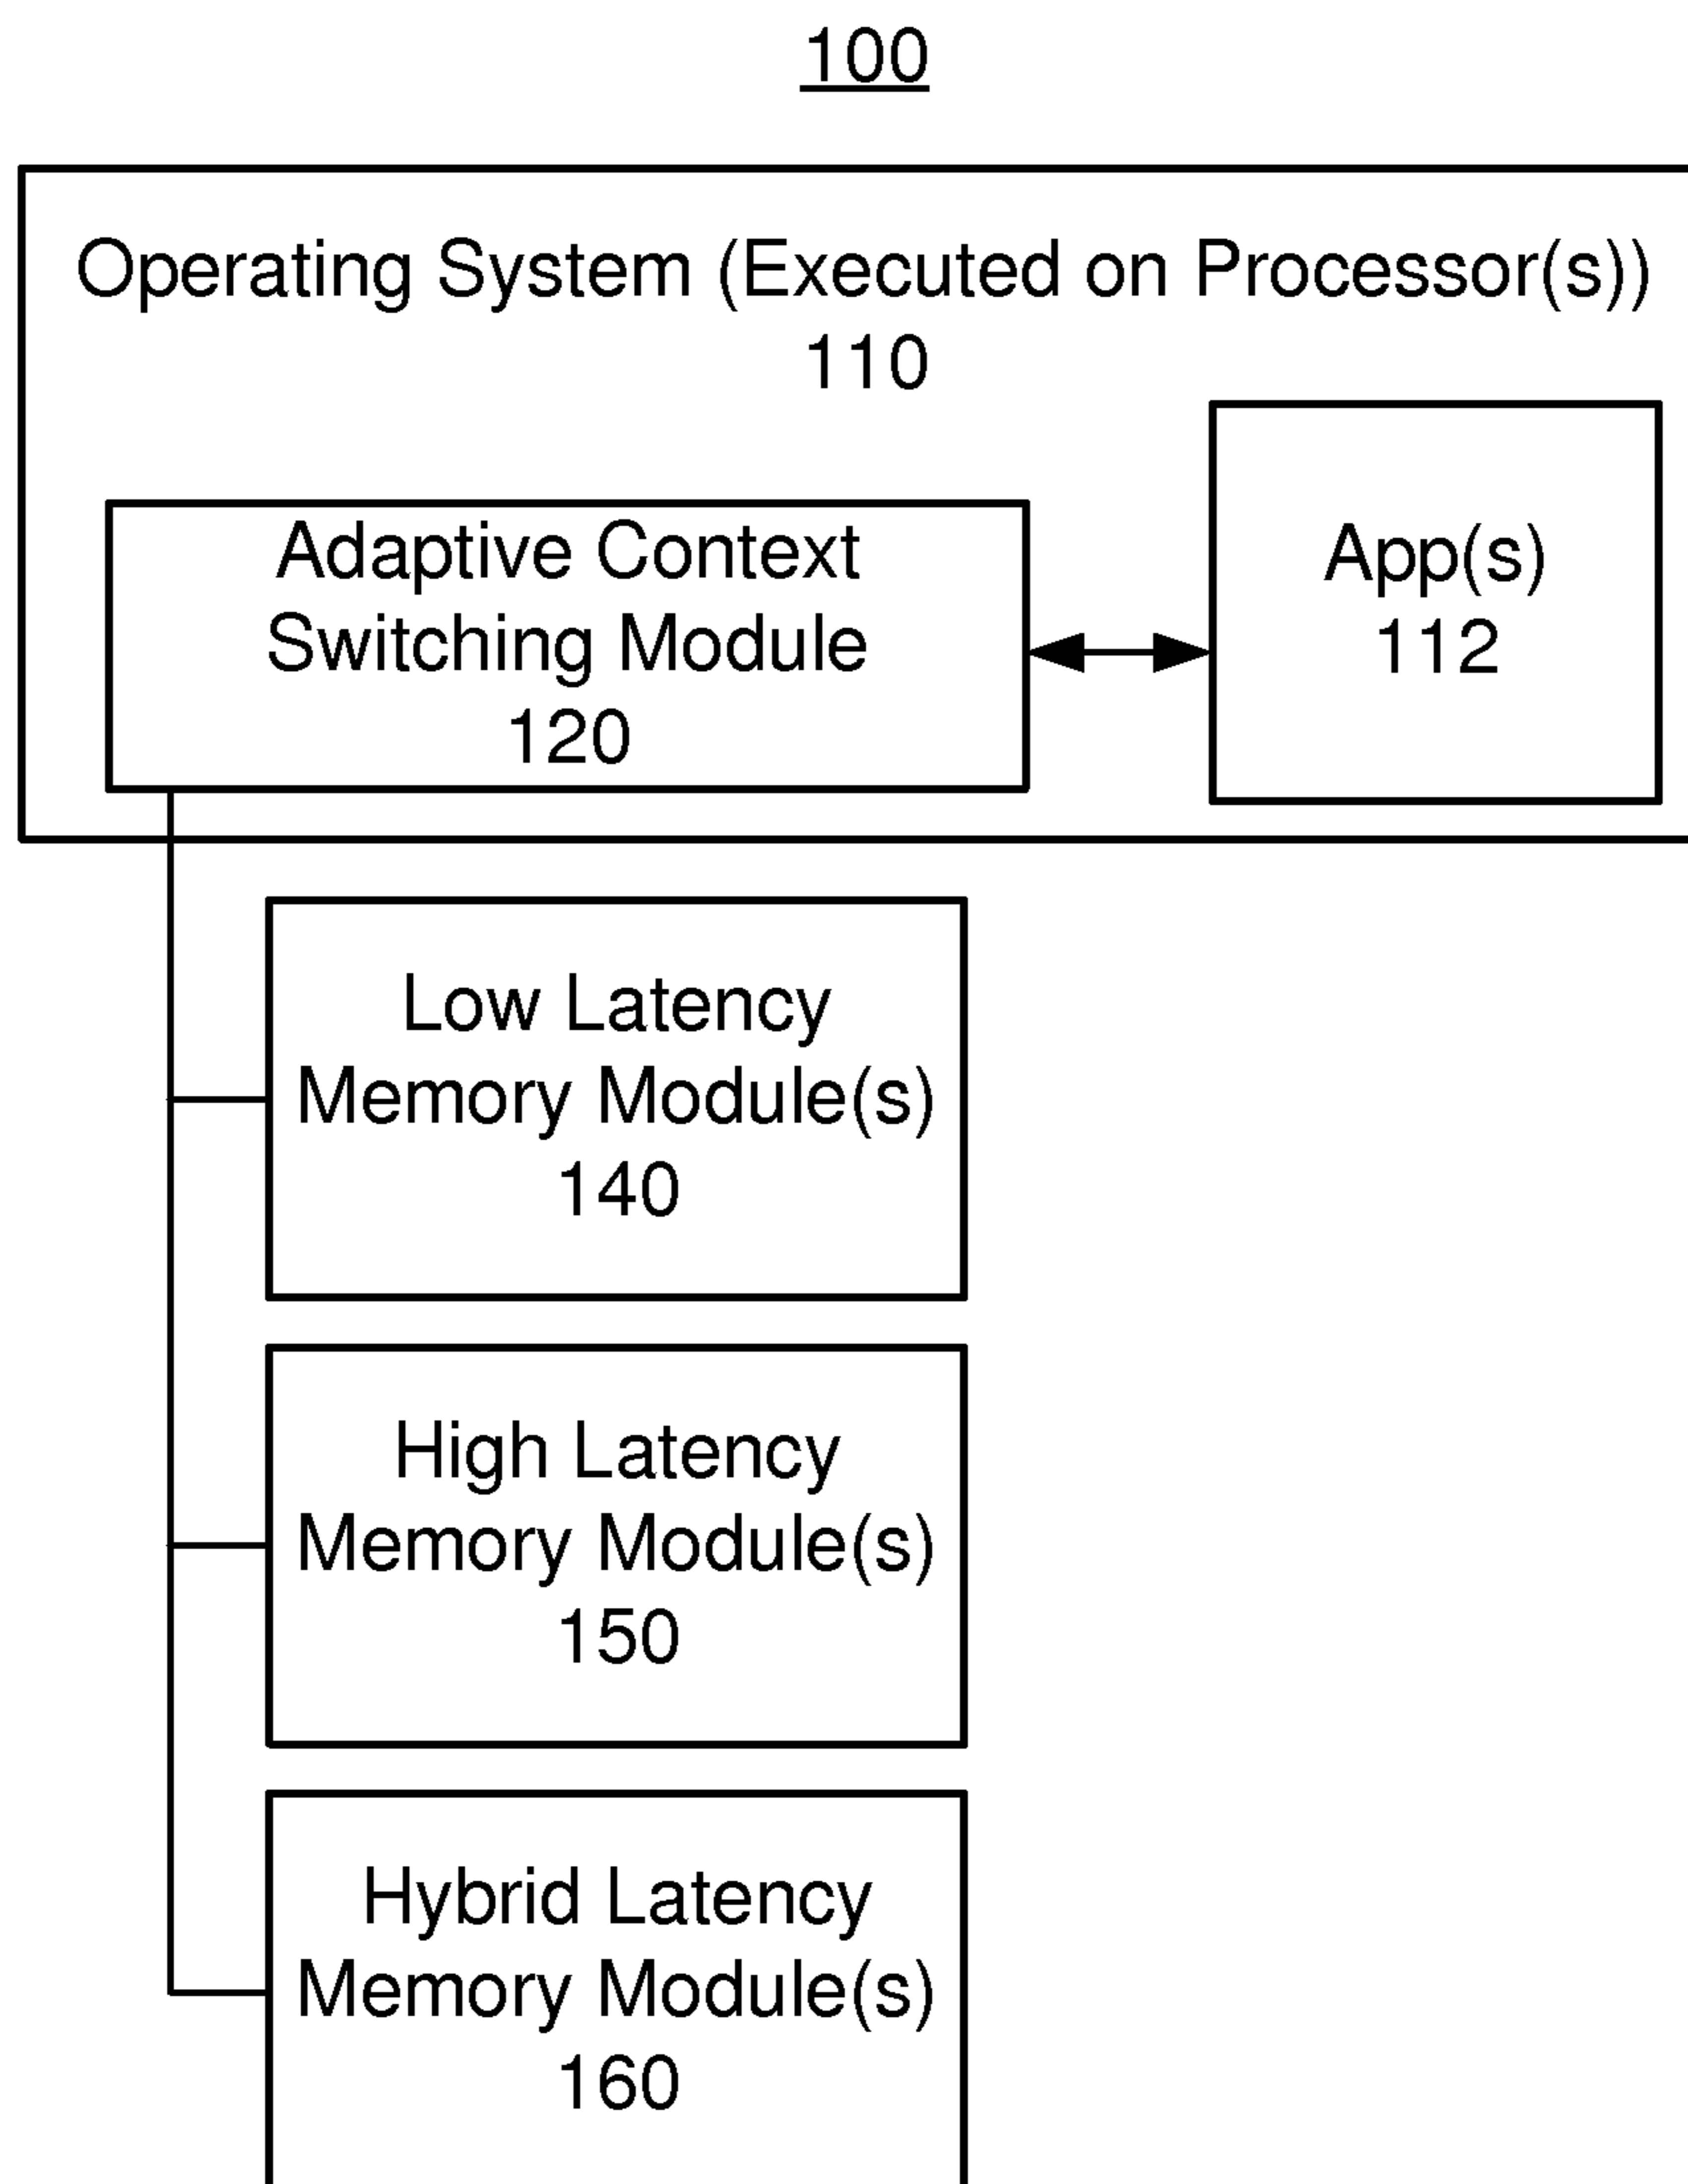 100
Operating System (Executed on Processor(s))
110
Adaptive Context
Switching Module
120
App(s)
112
Low Latency
Memory Module(s)
140
High Latency
Memory Module(s)
150
Hybrid Latency
Memory Module(s)
160